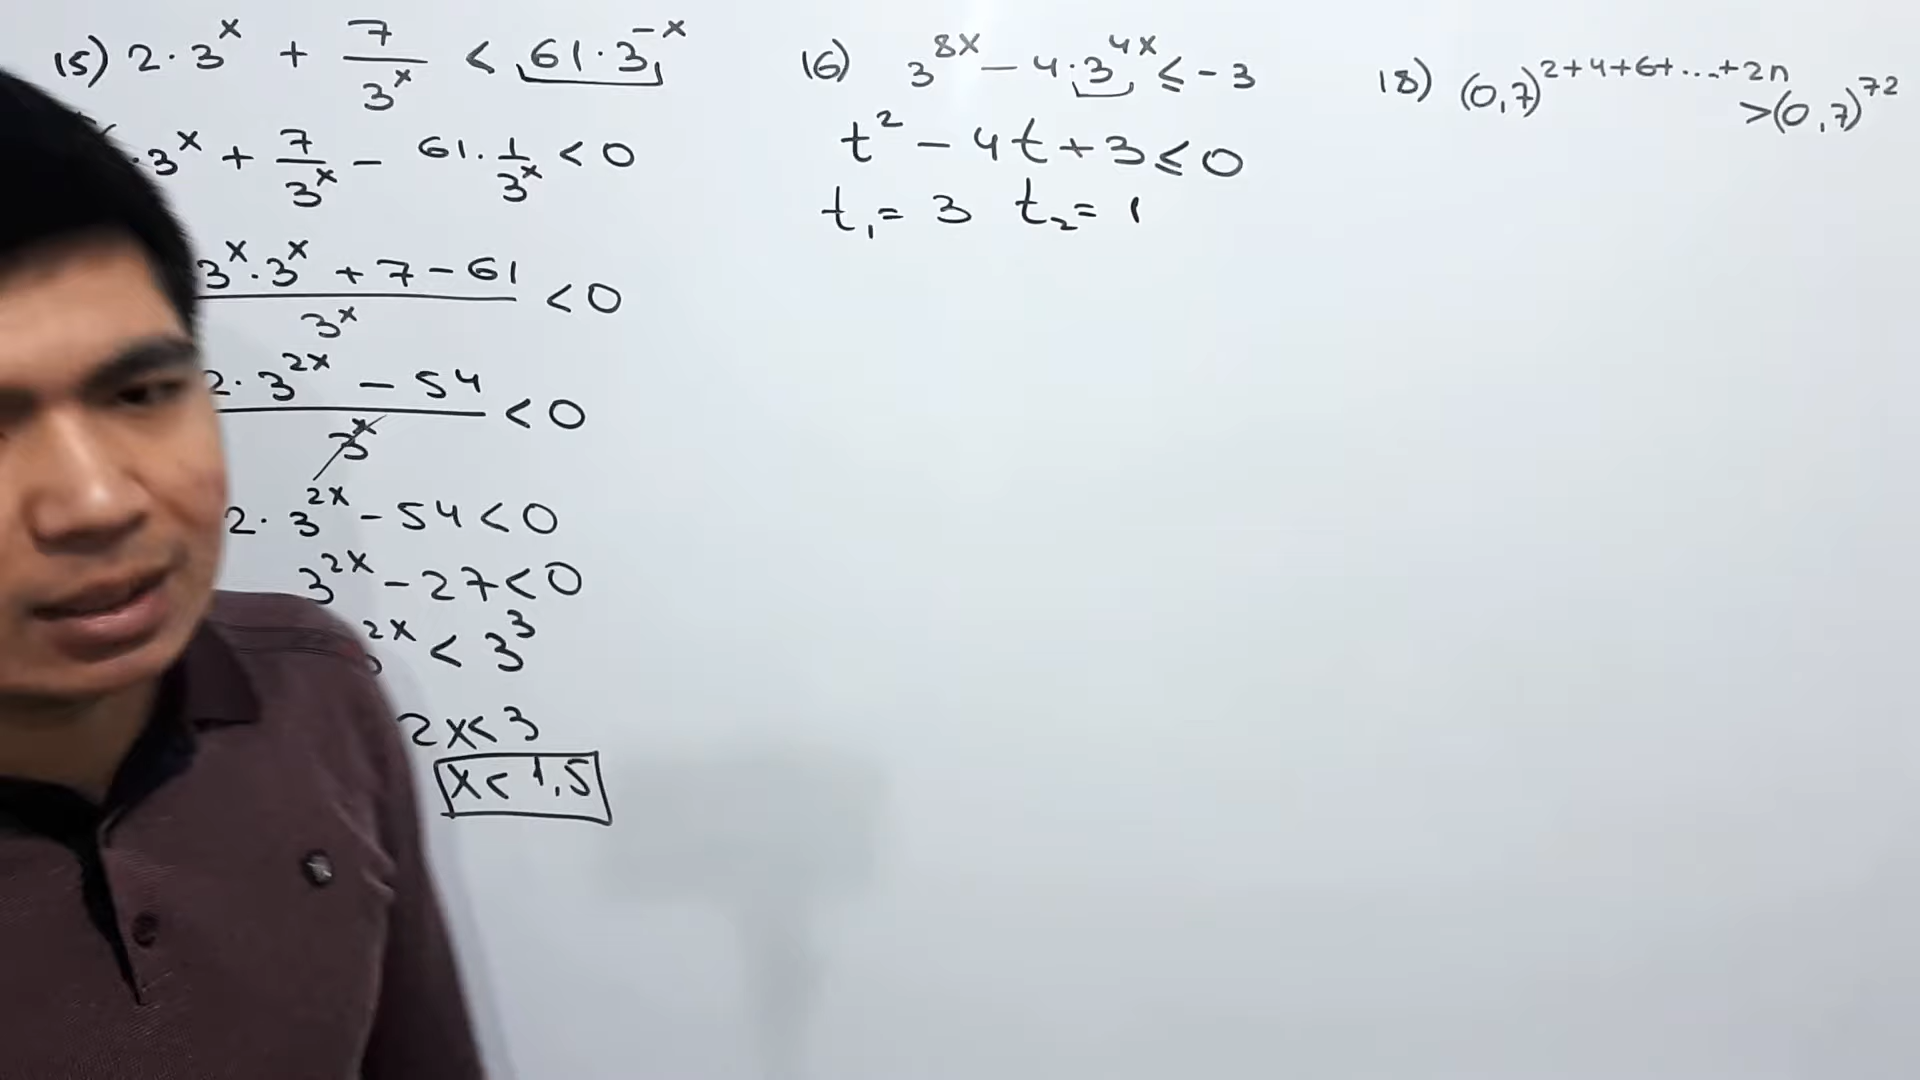 15) 2 · 3^x + 7/3^x < 61 · 3^-x
· 3^x + 7/3^x - 61 · 1/3^x < 0
3^x · 3^x + 7 - 61 / 3^x < 0
2 · 3^2x - 54 / 3^x < 0
2 · 3^2x - 54 < 0
3^2x - 27 < 0
2x < 3^3
2x < 3
x < 1,5
16) 3^8x - 4 · 3^4x ≤ -3
t^2 - 4t + 3 ≤ 0
t₁ = 3 t₂ = 1
18) (0,7)^2+4+6+...+2n
> (0,7)^72